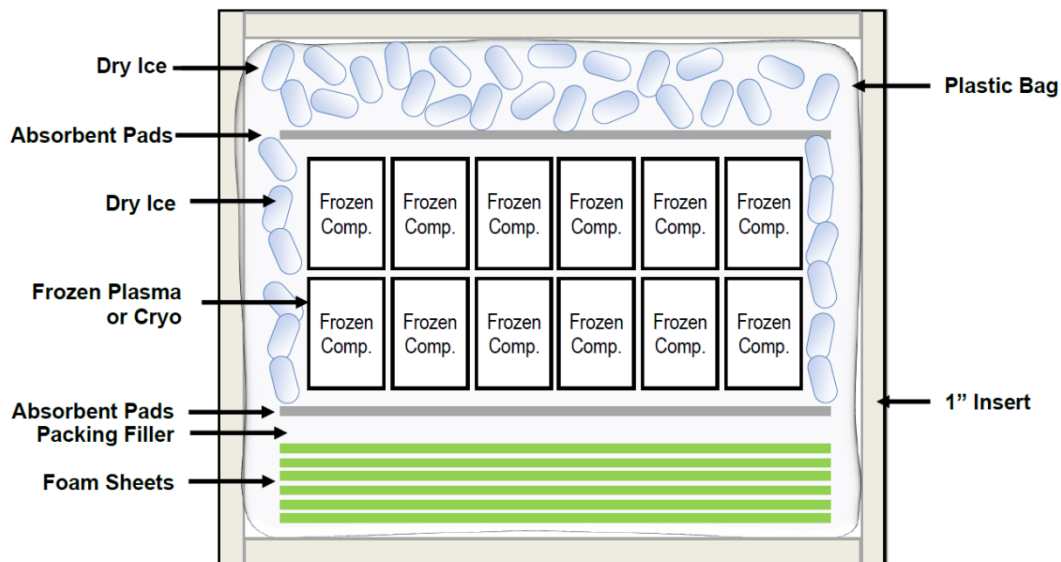 Dry Ice
Plastic Bag
Absorbent Pads
Dry Ice
Frozen Frozen Frozen Frozen Frozen Frozen
Comp. Comp. Comp. Comp. Comp. Comp.
Frozen Plasma
or Cryo
Frozen Frozen Frozen Frozen Frozen Frozen
Comp. Comp. Comp. Comp. Comp. Comp.
Absorbent Pads
1” Insert
Packing Filler
Foam Sheets